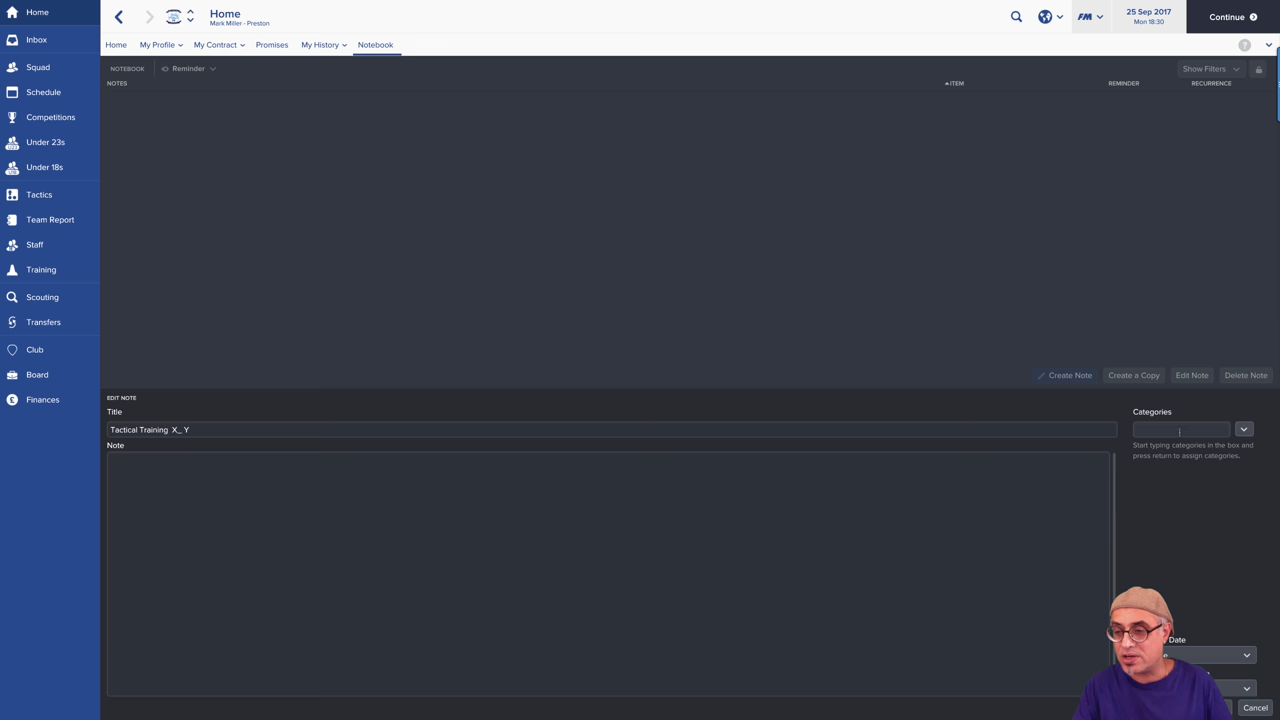 Home
Inbox
Squad
Schedule
Competitions
Under 23s
Under 18s
Tactics
Team Report
Staff
Training
Scouting
Transfers
Club
Board
Finances
Home
Mark Miller - Preston
FM
25 Sep 2017
Mon 18:30
Continue
Home My Profile My Contract Promises My History Notebook
?
NOTEBOOK Reminder Show Filters
NOTES ITEM REMINDER RECURRENCE
Create Note Create a Copy Edit Note Delete Note
EDIT NOTE
Title
Tactical Training X_ Y
Note
Categories
Start typing categories in the box and
press return to assign categories.
Date
Cancel